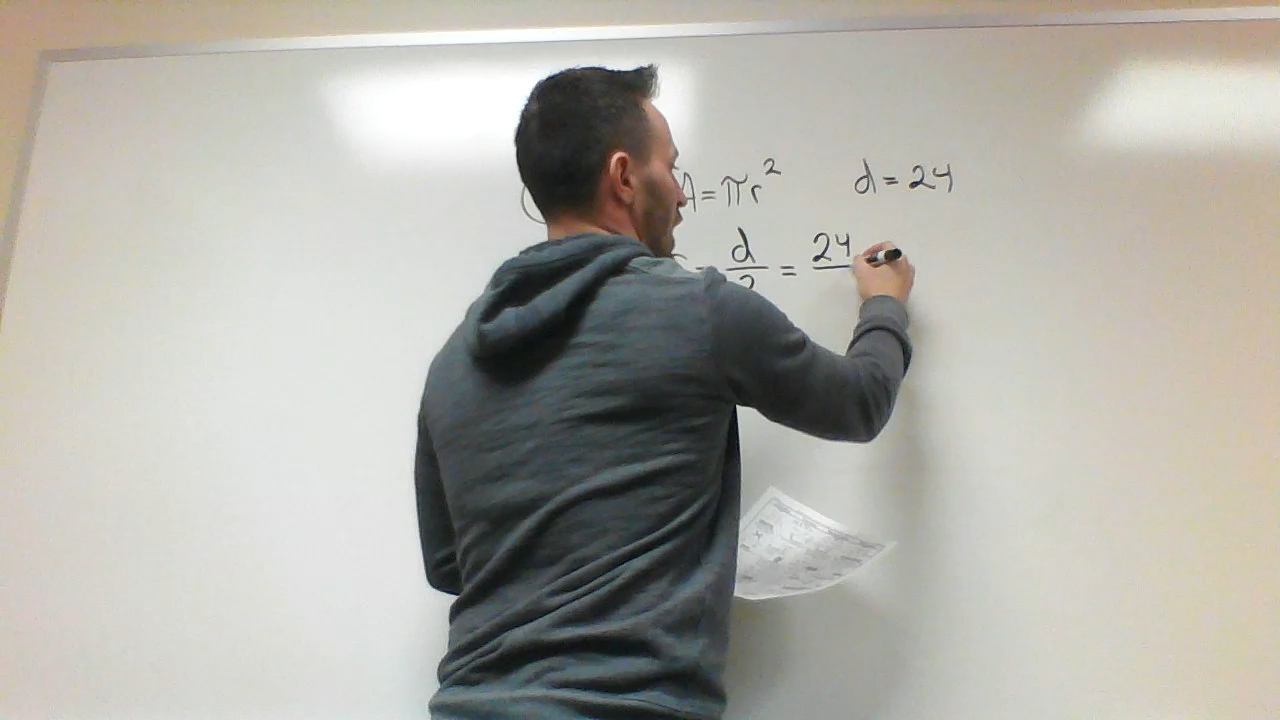 A = πr² d = 24
= d/2 = 24